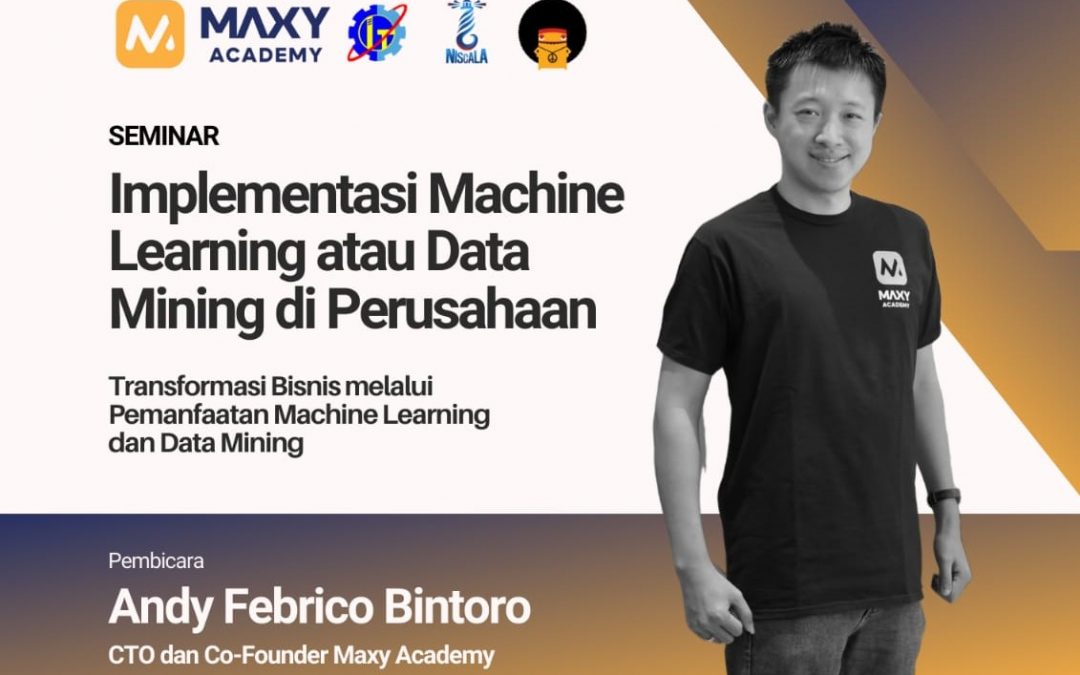 MAXY
ACADEMY
NISCALA
SEMINAR
Implementasi Machine
Learning atau Data
Mining di Perusahaan
Transformasi Bisnis melalui
Pemanfaatan Machine Learning
dan Data Mining
MAXY
ACADEMY
Pembicara
Andy Febrico Bintoro
CTO dan Co-Founder Maxy Academy